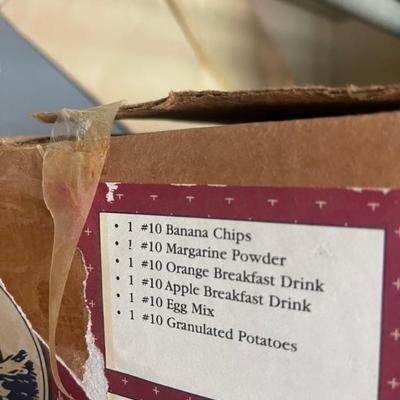 • 1 #10 Banana Chips
• 1 #10 Margarine Powder
• 1 #10 Orange Breakfast Drink
• 1 #10 Apple Breakfast Drink
• 1 #10 Egg Mix
• 1 #10 Granulated Potatoes